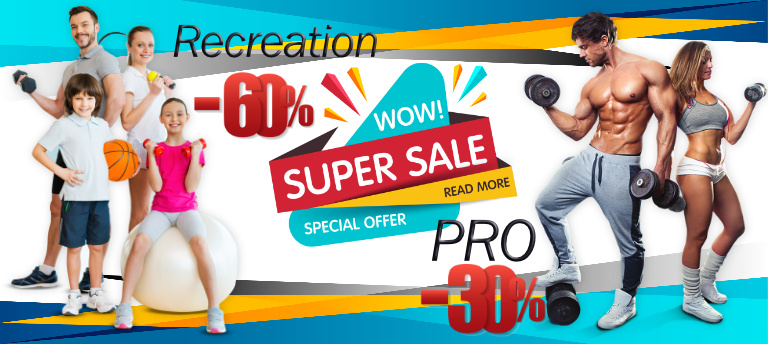 Recreation
-60%
WOW!
SUPER SALE
READ MORE
SPECIAL OFFER
PRO
-30%